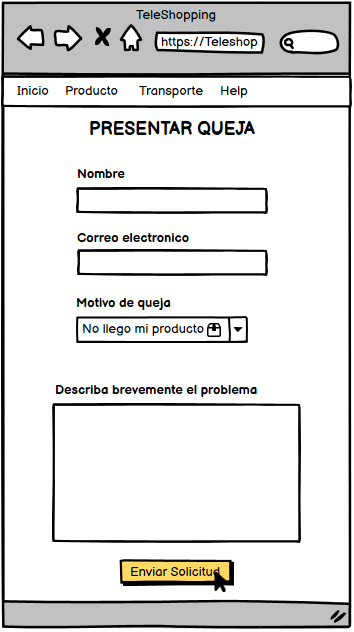 TeleShopping
https://Teleshop
Inicio Producto Transporte Help
PRESENTAR QUEJA
Nombre
Correo electronico
Motivo de queja
No llego mi producto
Describa brevemente el problema
Enviar Solicitud